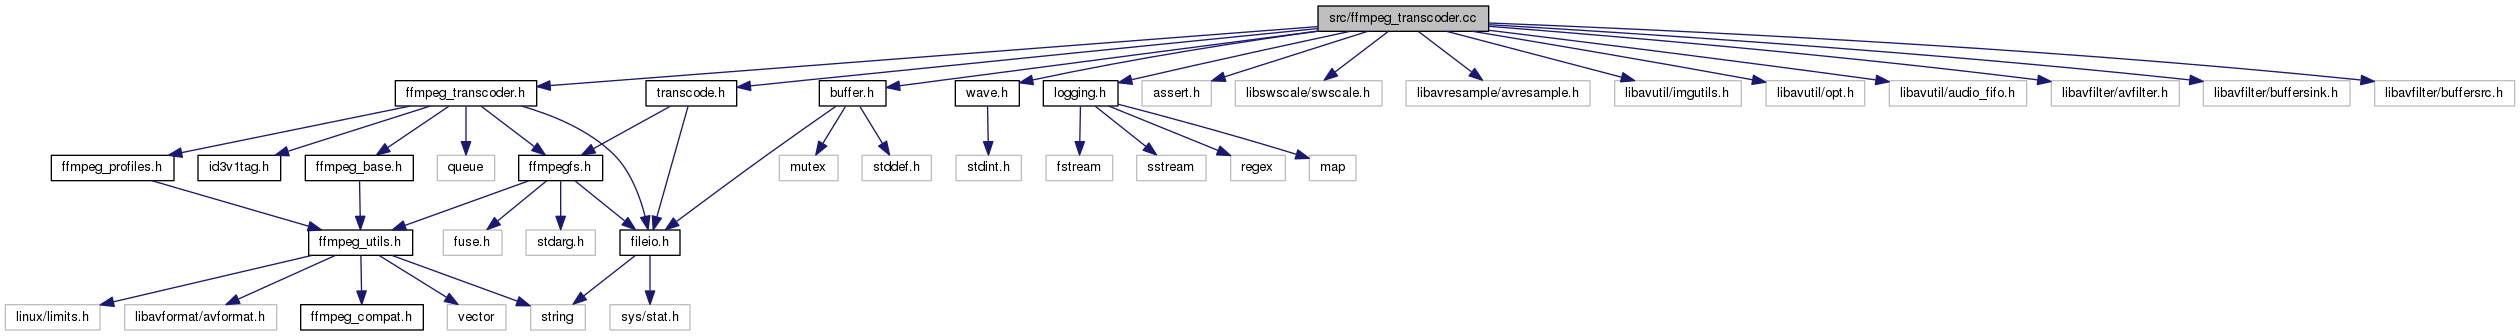 src/ffmpeg_transcoder.cc
ffmpeg_transcoder.h
transcode.h
buffer.h
wave.h
logging.h
assert.h
libswscale/swscale.h
libavresample/avresample.h
libavutil/imgutils.h
libavutil/opt.h
libavutil/audio_fifo.h
libavfilter/avfilter.h
libavfilter/buffersink.h
libavfilter/buffersrc.h
ffmpeg_profiles.h
id3v1tag.h
ffmpeg_base.h
queue
ffmpegfs.h
mutex
stddef.h
stdint.h
fstream
sstream
regex
map
ffmpeg_utils.h
fuse.h
stdarg.h
fileio.h
linux/limits.h
libavformat/avformat.h
ffmpeg_compat.h
vector
string
sys/stat.h